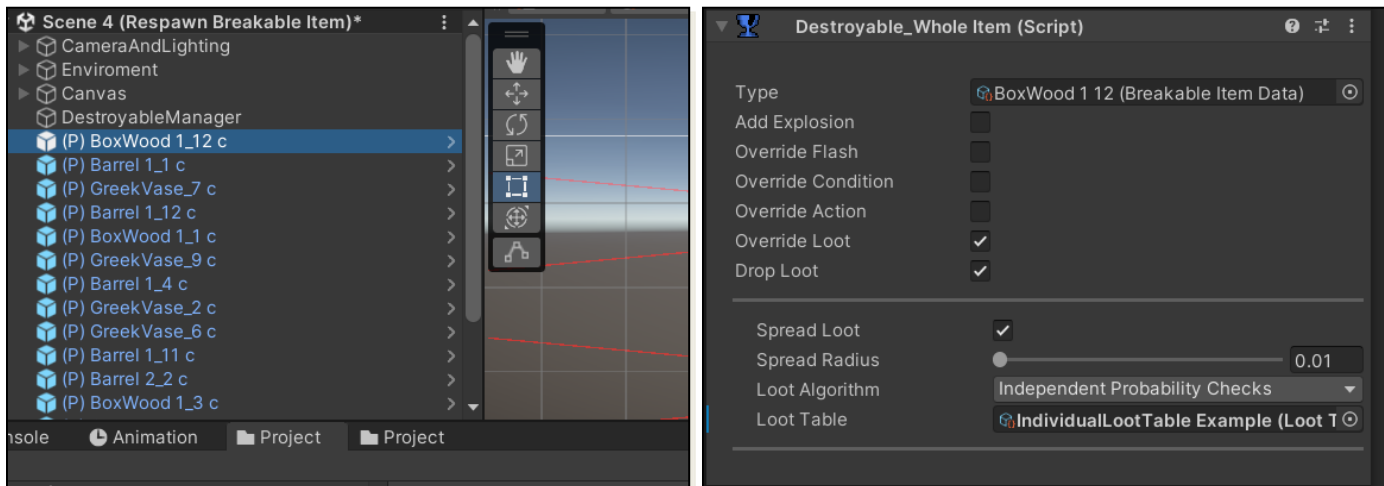 Scene 4 (Respawn Breakable Item)*
CameraAndLighting
Enviroment
Canvas
DestroyableManager
(P) BoxWood 1_12 c
(P) Barrel 1_1 c
(P) GreekVase_7 c
(P) Barrel 1_12 c
(P) BoxWood 1_1 c
(P) GreekVase_9 c
(P) Barrel 1_4 c
(P) GreekVase_2 c
(P) GreekVase_6 c
(P) Barrel 1_11 c
(P) Barrel 2_2 c
(P) BoxWood 1_3 c
nsole Animation Project Project
Destroyable_Whole Item (Script)
Type BoxWood 1 12 (Breakable Item Data)
Add Explosion
Override Flash
Override Condition
Override Action
Override Loot
Drop Loot
Spread Loot
Spread Radius 0.01
Loot Algorithm Independent Probability Checks
Loot Table IndividualLootTable Example (Loot T